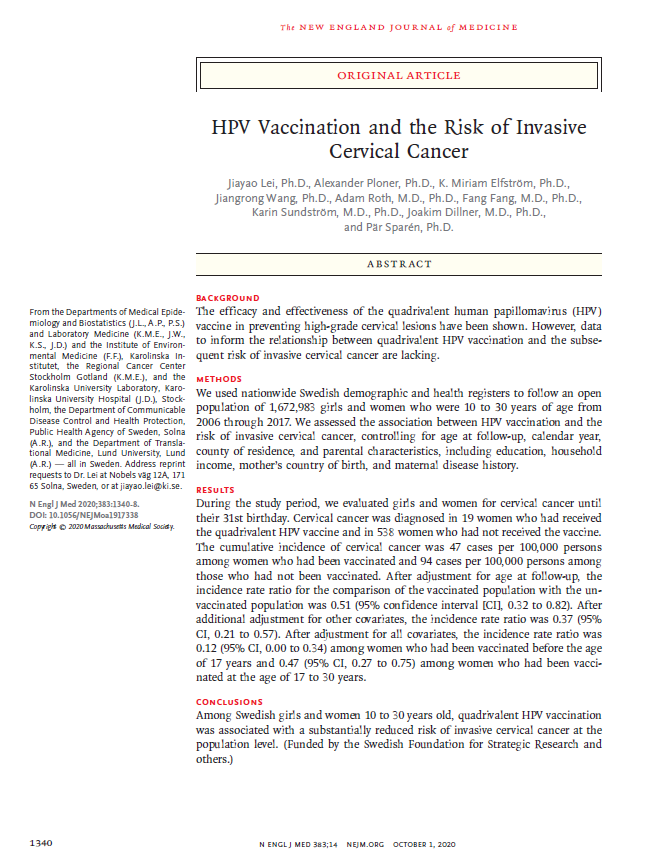 The NEW ENGLAND JOURNAL of MEDICINE
ORIGINAL ARTICLE
HPV Vaccination and the Risk of Invasive
Cervical Cancer
Jiayao Lei, Ph.D., Alexander Ploner, Ph.D., K. Miriam Elfström, Ph.D.,
Jiangrong Wang, Ph.D., Adam Roth, M.D., Ph.D., Fang Fang, M.D., Ph.D.,
Karin Sundström, M.D., Ph.D., Joakim Dillner, M.D., Ph.D.,
and Pär Sparén, Ph.D.
ABSTRACT
From the Departments of Medical Epide-
miology and Biostatistics (J.L., A.P., P.S.)
and Laboratory Medicine (K.M.E., J.W.,
K.S., J.D.) and the Institute of Environ-
mental Medicine (F.F.), Karolinska In-
stitutet, the Regional Cancer Center
Stockholm Gotland (K.M.E.), and the
Karolinska University Laboratory, Karo-
linska University Hospital (J.D.), Stock-
holm, the Department of Communicable
Disease Control and Health Protection,
Public Health Agency of Sweden, Solna
(A.R.), and the Department of Transla-
tional Medicine, Lund University, Lund
(A.R.) — all in Sweden. Address reprint
requests to Dr. Lei at Nobels väg 12A, 171
65 Solna, Sweden, or at jiayao.lei@ki.se.
N Engl J Med 2020;383:1340-8.
DOI: 10.1056/NEJMoa1917338
Copyright © 2020 Massachusetts Medical Society.
BACKGROUND
The efficacy and effectiveness of the quadrivalent human papillomavirus (HPV)
vaccine in preventing high-grade cervical lesions have been shown. However, data
to inform the relationship between quadrivalent HPV vaccination and the subse-
quent risk of invasive cervical cancer are lacking.
METHODS
We used nationwide Swedish demographic and health registers to follow an open
population of 1,672,983 girls and women who were 10 to 30 years of age from
2006 through 2017. We assessed the association between HPV vaccination and the
risk of invasive cervical cancer, controlling for age at follow-up, calendar year,
county of residence, and parental characteristics, including education, household
income, mother's country of birth, and maternal disease history.
RESULTS
During the study period, we evaluated girls and women for cervical cancer until
their 31st birthday. Cervical cancer was diagnosed in 19 women who had received
the quadrivalent HPV vaccine and in 538 women who had not received the vaccine.
The cumulative incidence of cervical cancer was 47 cases per 100,000 persons
among women who had been vaccinated and 94 cases per 100,000 persons among
those who had not been vaccinated. After adjustment for age at follow-up, the
incidence rate ratio for the comparison of the vaccinated population with the un-
vaccinated population was 0.51 (95% confidence interval [CI], 0.32 to 0.82). After
additional adjustment for other covariates, the incidence rate ratio was 0.37 (95%
CI, 0.21 to 0.57). After adjustment for all covariates, the incidence rate ratio was
0.12 (95% CI, 0.00 to 0.34) among women who had been vaccinated before the age
of 17 years and 0.47 (95% CI, 0.27 to 0.75) among women who had been vacci-
nated at the age of 17 to 30 years.
CONCLUSIONS
Among Swedish girls and women 10 to 30 years old, quadrivalent HPV vaccination
was associated with a substantially reduced risk of invasive cervical cancer at the
population level. (Funded by the Swedish Foundation for Strategic Research and
others.)
1340
N ENGL J MED 383;14 NEJM.ORG OCTOBER 1, 2020